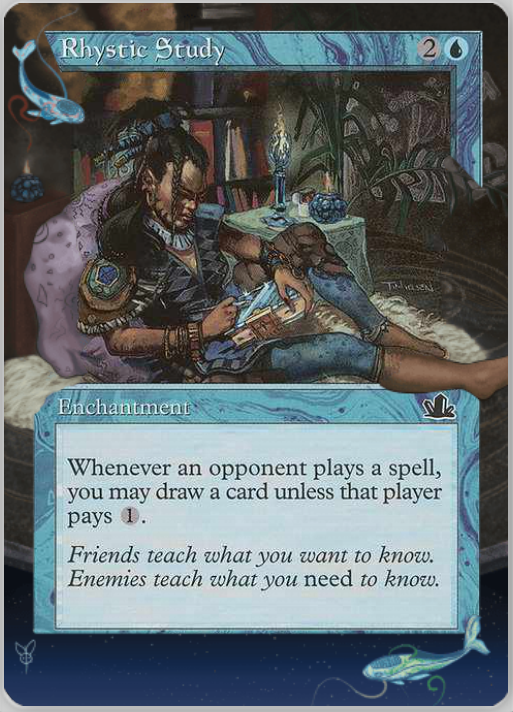 Rhystic Study 2
Enchantment
Whenever an opponent plays a spell,
you may draw a card unless that player
pays 1.
Friends teach what you want to know.
Enemies teach what you need to know.